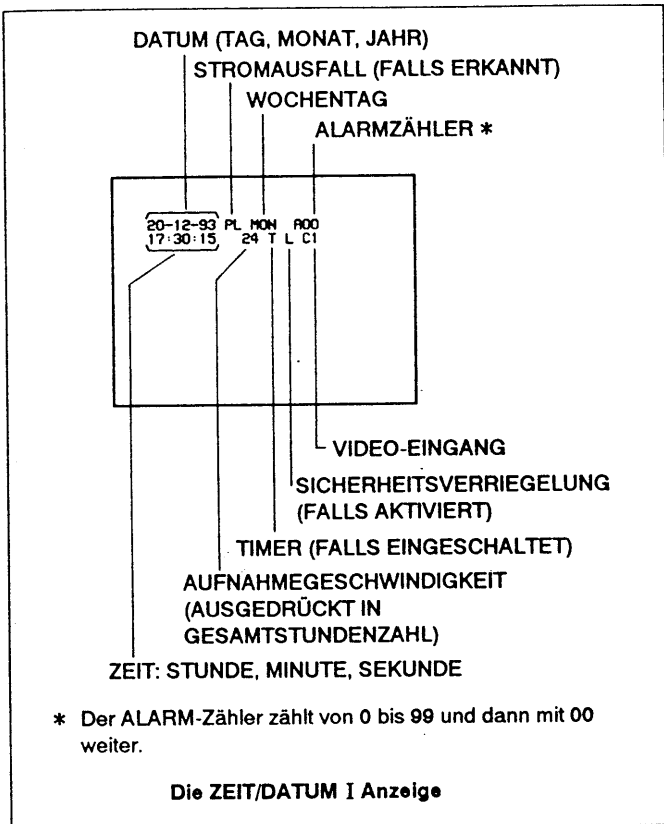 DATUM (TAG, MONAT, JAHR)
STROMAUSFALL (FALLS ERKANNT)
WOCHENTAG
ALARMZÄHLER *
20-12-93 PL MON A00
17:30:15 24 T L C1
VIDEO-EINGANG
SICHERHEITSVERRIEGELUNG
(FALLS AKTIVIERT)
TIMER (FALLS EINGESCHALTET)
AUFNAHMEGESCHWINDIGKEIT
(AUSGEDRÜCKT IN
GESAMTSTUNDENZAHL)
ZEIT: STUNDE, MINUTE, SEKUNDE
* Der ALARM-Zähler zählt von 0 bis 99 und dann mit 00
weiter.
Die ZEIT/DATUM I Anzeige